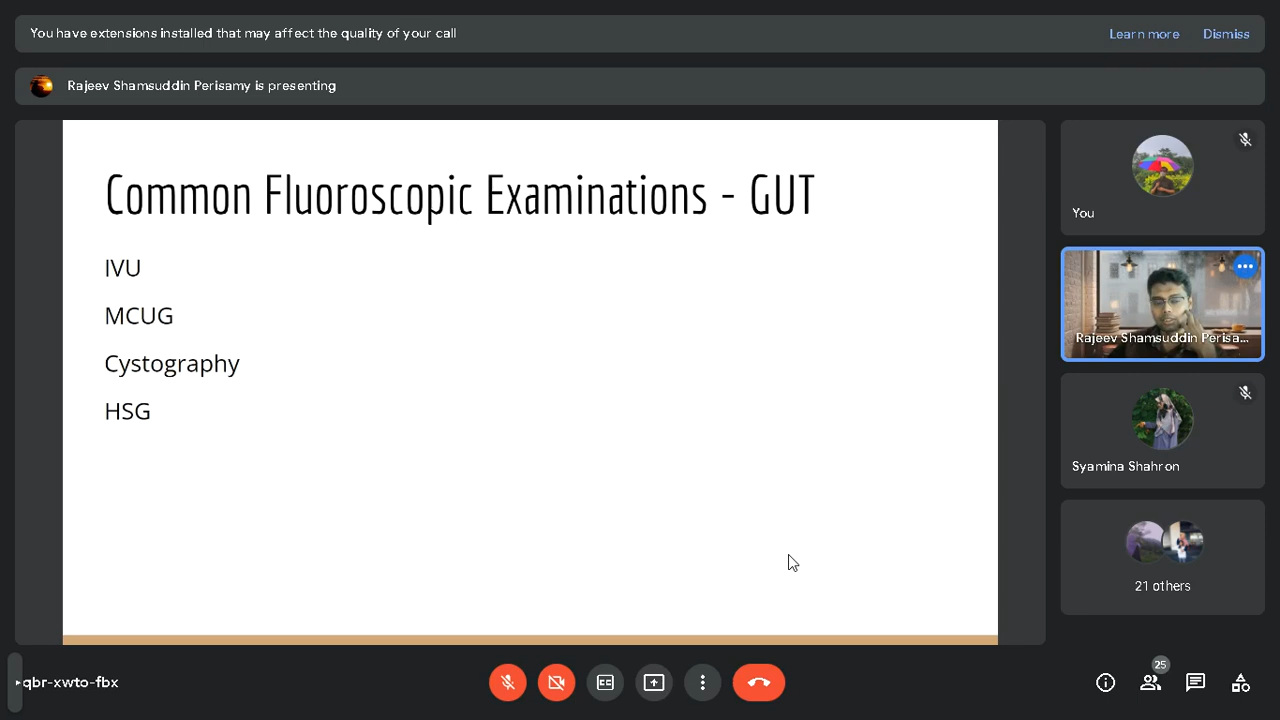 You have extensions installed that may affect the quality of your call
Learn more
Dismiss
Rajeev Shamsuddin Perisamy is presenting
Common Fluoroscopic Examinations - GUT
IVU
MCUG
Cystography
HSG
You
Rajeev Shamsuddin Perisa...
Syamina Shahron
21 others
qbr-xwto-fbx
CC
25